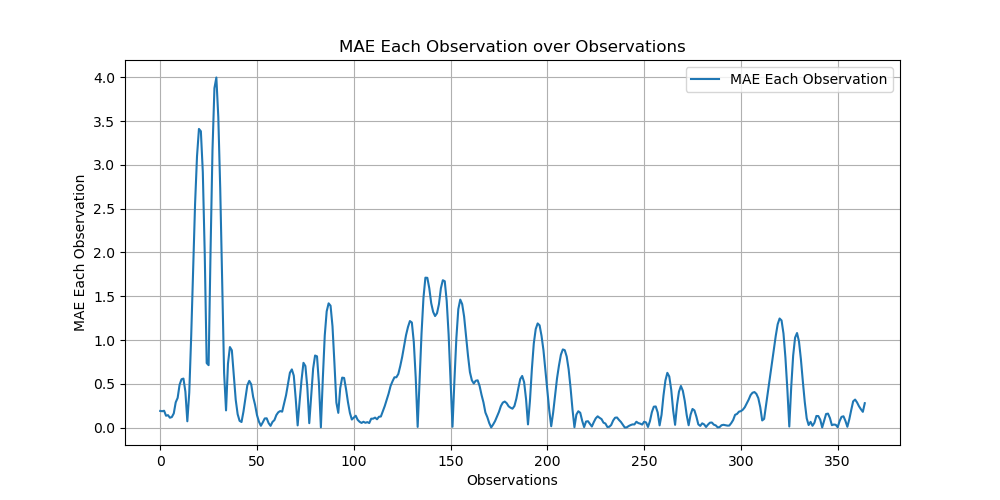 MAE Each Observation over Observations
MAE Each Observation
4.0
3.5
3.0
2.5
2.0
1.5
1.0
0.5
0.0
MAE Each Observation
0 50 100 150 200 250 300 350
Observations